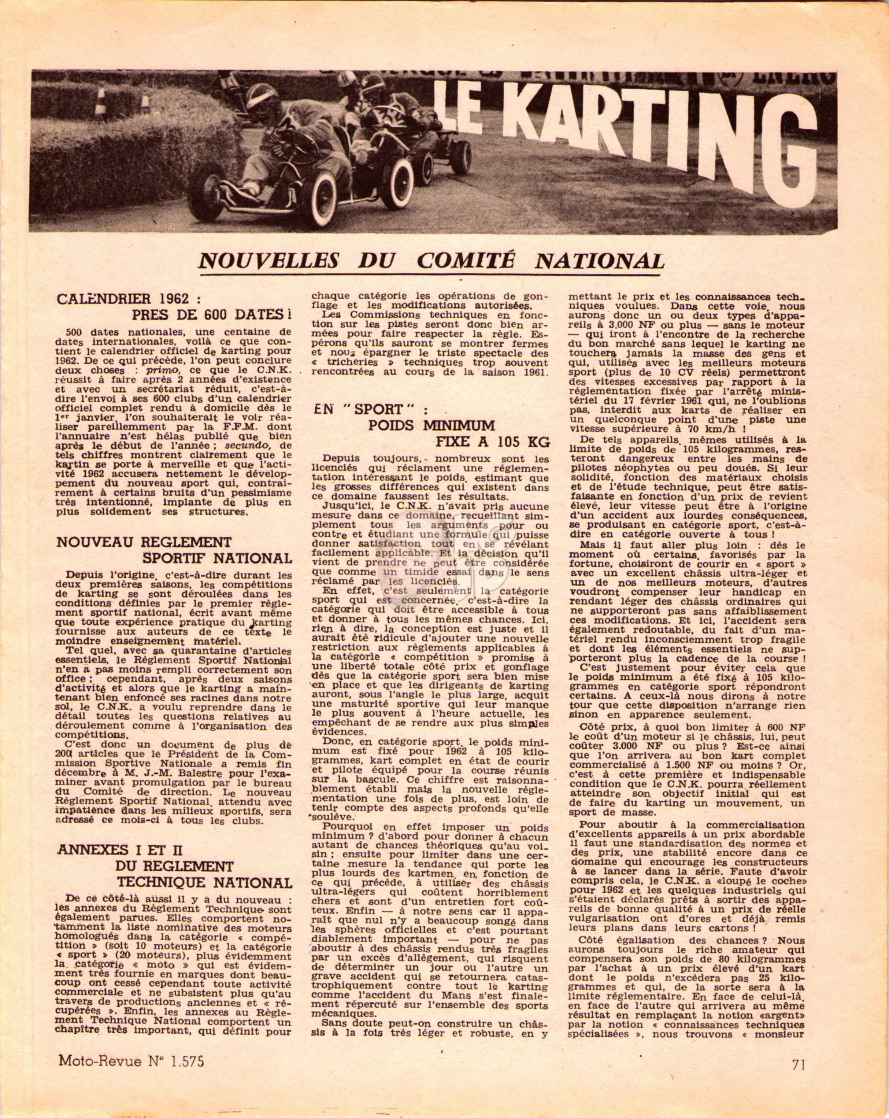 LE KARTING
NOUVELLES DU COMITÉ NATIONAL
CALENDRIER 1962 :
PRES DE 600 DATES !
500 dates nationales, une centaine de
dates internationales, voilà ce que con-
tient le calendrier officiel de karting pour
1962. De ce qui précède, l'on peut conclure
deux choses : primo, ce que le C.N.K.
réussit à faire après 2 années d'existence
et avec un secrétariat réduit, c'est-à-
dire l'envoi à ses 600 clubs d'un calendrier
officiel complet rendu à domicile dès le
1er janvier, l'on souhaiterait le voir réa-
liser pareillement par la F.F.M. dont
l'annuaire n'est hélas publié que bien
après le début de l'année ; secundo, de
tels chiffres montrent clairement que le
kartin se porte à merveille et que l'acti-
vité 1962 accusera nettement le dévelop-
pement du nouveau sport qui, contrai-
rement à certains bruits d'un pessimisme
très intentionné, implante de plus en
plus solidement ses structures.
NOUVEAU REGLEMENT
SPORTIF NATIONAL
Depuis l'origine, c'est-à-dire durant les
deux premières saisons, les compétitions
de karting se sont déroulées dans les
conditions définies par le premier règle-
ment sportif national, écrit avant même
que toute expérience pratique du karting
fournisse aux auteurs de ce texte le
moindre enseignement matériel.
Tel quel, avec sa quarantaine d'articles
essentiels, le Règlement Sportif National
n'en a pas moins rempli correctement son
office ; cependant, après deux saisons
d'activité et alors que le karting a main-
tenant bien enfoncé ses racines dans notre
sol, le C.N.K. a voulu reprendre dans le
détail toutes les questions relatives au
déroulement comme à l'organisation des
compétitions.
C'est donc un document de plus de
200 articles que le Président de la Com-
mission Sportive Nationale a remis fin
décembre à M. J.-M. Balestre pour l'exa-
miner avant promulgation par le bureau
du Comité de direction. Le nouveau
Règlement Sportif National, attendu avec
impatience dans les milieux sportifs, sera
adressé ce mois-ci à tous les clubs.
ANNEXES I ET II
DU REGLEMENT
TECHNIQUE NATIONAL
De ce côté-là aussi il y a du nouveau :
les annexes du Règlement Technique sont
également parues. Elles comportent no-
tamment la liste nominative des moteurs
homologués dans la catégorie « compé-
tition » (soit 10 moteurs) et la catégorie
« sport » (20 moteurs), plus évidemment
la catégorie « moto » qui est évidem-
ment très fournie en marques dont beau-
coup ont cessé cependant toute activité
commerciale et ne subsistent plus qu'au
travers de productions anciennes et « ré-
cupérées ». Enfin, les annexes au Règle-
ment Technique National comportent un
chapitre très important, qui définit pour
chaque catégorie les opérations de gon-
flage et les modifications autorisées.
Les Commissions techniques en fonc-
tion sur les pistes seront donc bien ar-
mées pour faire respecter la règle. Es-
pérons qu'ils sauront se montrer fermes
et nous épargner le triste spectacle des
« tricheries » techniques trop souvent
rencontrées au cours de la saison 1961.
EN "SPORT" :
POIDS MINIMUM
FIXE A 105 KG
Depuis toujours, nombreux sont les
licenciés qui réclament une réglemen-
tation intéressant le poids, estimant que
les grosses différences qui existent dans
ce domaine faussent les résultats.
Jusqu'ici, le C.N.K. n'avait pris aucune
mesure dans ce domaine, recueillant sim-
plement tous les arguments pour ou
contre et étudiant une formule qui puisse
donner satisfaction tout en se révélant
facilement applicable. Et la décision qu'il
vient de prendre ne peut être considérée
que comme un timide essai dans le sens
réclamé par les licenciés.
En effet, c'est seulement la catégorie
sport qui est concernée, c'est-à-dire la
catégorie qui doit être accessible à tous
et donner à tous les mêmes chances. Ici,
rien à dire, la conception est juste et il
aurait été ridicule d'ajouter une nouvelle
restriction aux règlements applicables à
la catégorie « compétition » promise à
une liberté totale côté prix et gonflage
dès que la catégorie sport sera bien mise
en place et que les dirigeants de karting
auront, sous l'angle le plus large, acquit
une maturité sportive qui leur manque
le plus souvent à l'heure actuelle, les
empêchant de se rendre aux plus simples
évidences.
Donc, en catégorie sport, le poids mini-
mum est fixé pour 1962 à 105 kilo-
grammes, kart complet en état de courir
et pilote équipé pour la course réunis
sur la bascule. Ce chiffre est raisonna-
blement établi mais la nouvelle régle-
mentation une fois de plus, est loin de
tenir compte des aspects profonds qu'elle
soulève.
Pourquoi en effet imposer un poids
minimum ? d'abord pour donner à chacun
autant de chances théoriques qu'au voi-
sin ; ensuite pour limiter dans une cer-
taine mesure la tendance qui porte les
plus lourds des kartmen, en fonction de
ce qui précède, à utiliser des châssis
ultra-légers qui coûtent horriblement
chers et sont d'un entretien fort coû-
teux. Enfin — à notre sens car il appa-
raît que nul n'y a beaucoup songé dans
les sphères officielles et c'est pourtant
diablement important — pour ne pas
aboutir à des châssis rendus très fragiles
par un excès d'allègement, qui risquent
de déterminer un jour ou l'autre un
grave accident qui se retournera catas-
trophiquement contre tout le karting
comme l'accident du Mans s'est finale-
ment répercuté sur l'ensemble des sports
mécaniques.
Sans doute peut-on construire un châs-
sis à la fois très léger et robuste, en y
mettant le prix et les connaissances tech-
niques voulues. Dans cette voie, nous
aurons donc un ou deux types d'appa-
reils à 3,000 NF ou plus — sans le moteur
— qui iront à l'encontre de la recherche
du bon marché sans lequel le karting ne
touchera jamais la masse des gens et
qui, utilisés avec les meilleurs moteurs
sport (plus de 10 CV réels) permettront
des vitesses excessives par rapport à la
réglementation fixée par l'arrêté minis-
tériel du 17 février 1961 qui, ne l'oublions
pas, interdit aux karts de réaliser en
un quelconque point d'une piste une
vitesse supérieure à 70 km/h !
De tels appareils, mêmes utilisés à la
limite de poids de 105 kilogrammes, res-
teront dangereux entre les mains de
pilotes néophytes ou peu doués. Si leur
solidité, fonction des matériaux choisis
et de l'étude technique, peut être satis-
faisante en fonction d'un prix de revient
élevé, leur vitesse peut être à l'origine
d'un accident aux lourdes conséquences,
se produisant en catégorie sport, c'est-à-
dire en catégorie ouverte à tous !
Mais il faut aller plus loin : dès le
moment où certains, favorisés par la
fortune, choisiront de courir en « sport »
avec un excellent châssis ultra-léger et
un de nos meilleurs moteurs, d'autres
voudront compenser leur handicap en
rendant léger des châssis ordinaires qui
ne supporteront pas sans affaiblissement
ces modifications. Et ici, l'accident sera
également redoutable, du fait d'un ma-
tériel rendu inconsciemment trop fragile
et dont les éléments essentiels ne sup-
porteront plus la cadence de la course !
C'est justement pour éviter cela que
le poids minimum a été fixé à 105 kilo-
grammes en catégorie sport répondront
certains. A ceux-là nous dirons à notre
tour que cette disposition n'arrange rien
sinon en apparence seulement.
Côté prix, à quoi bon limiter à 600 NF
le coût d'un moteur si le châssis, lui, peut
coûter 3.000 NF ou plus ? Est-ce ainsi
que l'on arrivera au bon kart complet
commercialisé à 1.500 NF ou moins ? Or,
c'est à cette première et indispensable
condition que le C.N.K. pourra réellement
atteindre son objectif initial qui est
de faire du karting un mouvement, un
sport de masse.
Pour aboutir à la commercialisation
d'excellents appareils à un prix abordable
il faut une standardisation des normes et
des prix, une stabilité encore dans ce
domaine qui encourage les constructeurs
à se lancer dans la série. Faute d'avoir
compris cela, le C.N.K. a «loupé le coche»
pour 1962 et les quelques industriels qui
s'étaient déclarés prêts à sortir des appa-
reils de bonne qualité à un prix de réelle
vulgarisation ont d'ores et déjà remis
leurs plans dans leurs cartons !
Côté égalisation des chances ? Nous
aurons toujours le riche amateur qui
compensera son poids de 80 kilogrammes
par l'achat à un prix élevé d'un kart
dont le poids n'excédera pas 25 kilo-
grammes et qui, de la sorte sera à la
limite réglementaire. En face de celui-là,
en face de l'autre qui arrivera au même
résultat en remplaçant la notion «argent»
par la notion « connaissances techniques
spécialisées », nous trouvons « monsieur
Moto-Revue N° 1.575
71